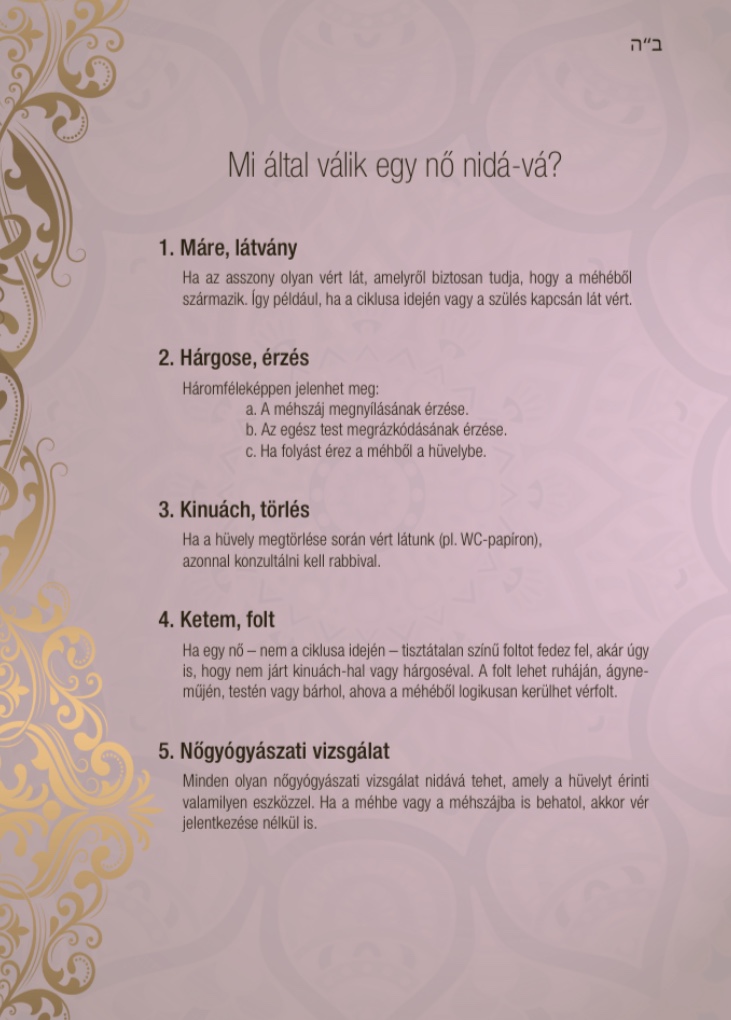 ב״ה
Mi által válik egy nő nidá-vá?
1. Máre, látvány
Ha az asszony olyan vért lát, amelyről biztosan tudja, hogy a méhéből
származik. Így például, ha a ciklusa idején vagy a szülés kapcsán lát vért.
2. Hárgose, érzés
Háromféleképpen jelenhet meg:
a. A méhszáj megnyílásának érzése.
b. Az egész test megrázkódásának érzése.
c. Ha folyást érez a méhből a hüvelybe.
3. Kinuách, törlés
Ha a hüvely megtörlése során vért látunk (pl. WC-papíron),
azonnal konzultálni kell rabbival.
4. Ketem, folt
Ha egy nő – nem a ciklusa idején – tisztátalan színű foltot fedez fel, akár úgy
is, hogy nem járt kinuách-hal vagy hárgoséval. A folt lehet ruháján, ágyne-
műjén, testén vagy bárhol, ahova a méhéből logikusan kerülhet vérfolt.
5. Nőgyógyászati vizsgálat
Minden olyan nőgyógyászati vizsgálat nidává tehet, amely a hüvelyt érinti
valamilyen eszközzel. Ha a méhbe vagy a méhszájba is behatol, akkor vér
jelentkezése nélkül is.